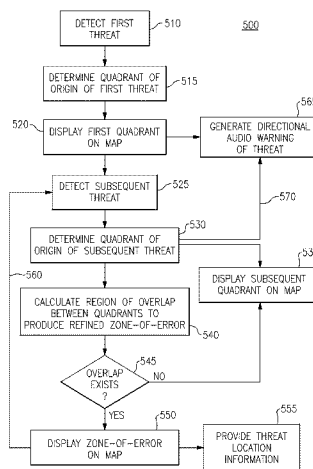 DETECT FIRST
THREAT
510
500
DETERMINE QUADRANT OF
ORIGIN OF FIRST THREAT
515
520
DISPLAY FIRST QUADRANT
ON MAP
GENERATE DIRECTIONAL
AUDIO WARNING
OF THREAT
DETECT SUBSEQUENT
THREAT
525
570
530
DETERMINE QUADRANT OF
ORIGIN OF SUBSEQUENT THREAT
560
DISPLAY SUBSEQUENT
QUADRANT ON MAP
CALCULATE REGION OF OVERLAP
BETWEEN QUADRANTS TO
PRODUCE REFINED ZONE-OF-ERROR
540
545
OVERLAP
EXISTS
?
NO
YES
550
555
DISPLAY ZONE-OF-ERROR
ON MAP
PROVIDE THREAT
LOCATION
INFORMATION